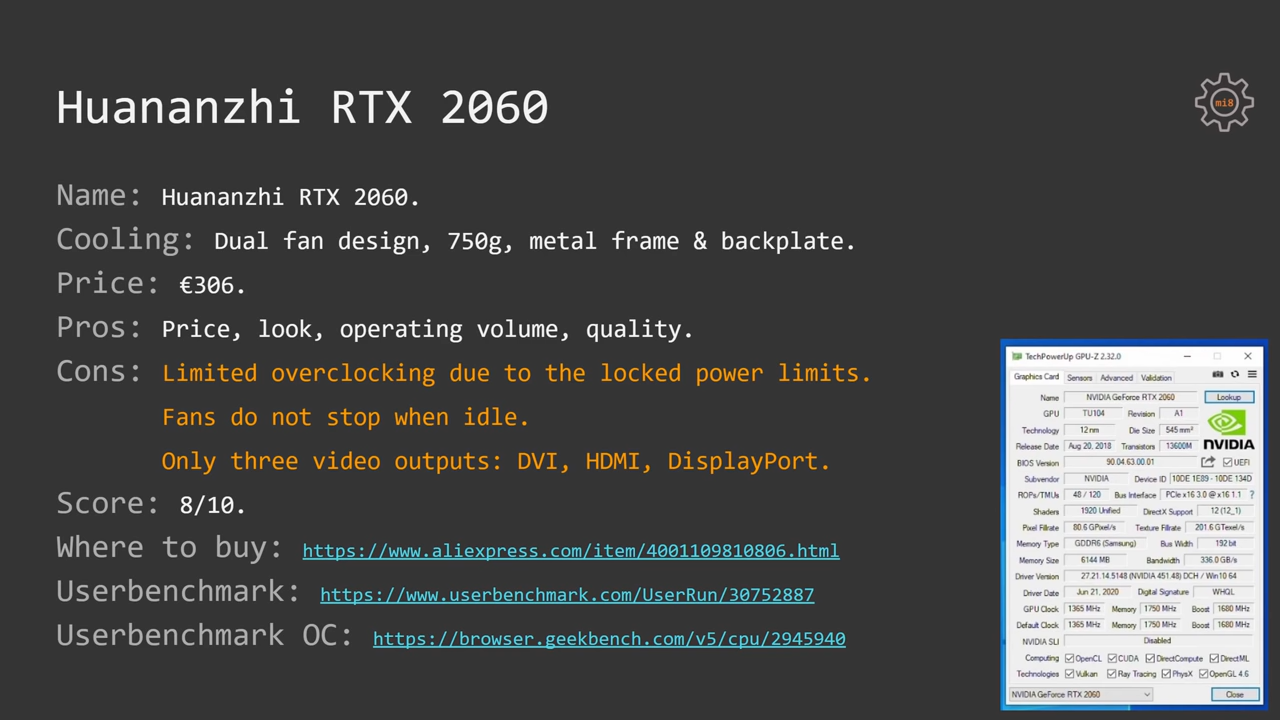 Huananzhi RTX 2060
mi8
Name: Huananzhi RTX 2060.
Cooling: Dual fan design, 750g, metal frame & backplate.
Price: €306.
Pros: Price, look, operating volume, quality.
Cons: Limited overclocking due to the locked power limits.
Fans do not stop when idle.
Only three video outputs: DVI, HDMI, DisplayPort.
Score: 8/10.
Where to buy: https://www.aliexpress.com/item/4001109810806.html
Userbenchmark: https://www.userbenchmark.com/UserRun/30752887
Userbenchmark OC: https://browser.geekbench.com/v5/cpu/2945940
TechPowerUp GPU-Z 2.32.0
Graphics Card Sensors Advanced Validation
Name NVIDIA GeForce RTX 2060 Lookup
GPU TU104 Revision A1
Technology 12 nm Die Size 545 mm²
Release Date Aug 20, 2018 Transistors 13600M
NVIDIA
BIOS Version 90.04.63.00.01 UEFI
Subvendor NVIDIA Device ID 10DE 1E89 - 10DE 134D
ROPs/TMUs 48 / 120 Bus Interface PCIe x16 3.0 @ x16 1.1 ?
Shaders 1920 Unified DirectX Support 12 (12_1)
Pixel Fillrate 80.6 GPixel/s Texture Fillrate 201.6 GTexel/s
Memory Type GDDR6 (Samsung) Bus Width 192 bit
Memory Size 6144 MB Bandwidth 336.0 GB/s
Driver Version 27.21.14.5148 (NVIDIA 451.48) DCH / Win10 64
Driver Date Jun 21, 2020 Digital Signature WHQL
GPU Clock 1365 MHz Memory 1750 MHz Boost 1680 MHz
Default Clock 1365 MHz Memory 1750 MHz Boost 1680 MHz
NVIDIA SLI Disabled
Computing OpenCL CUDA DirectCompute DirectML
Technologies Vulkan Ray Tracing PhysX OpenGL 4.6
NVIDIA GeForce RTX 2060 Close